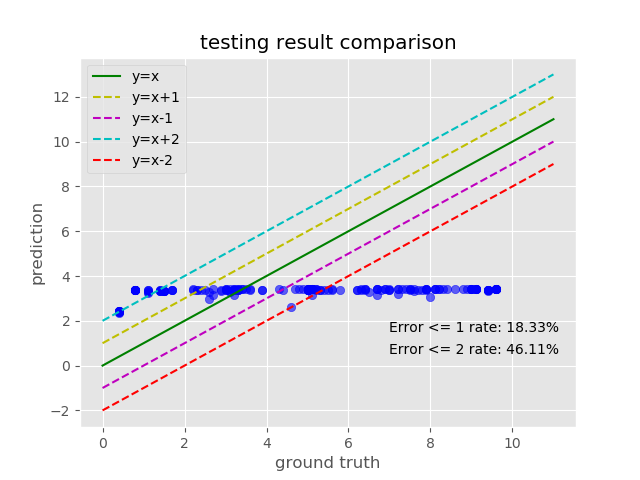 testing result comparison
y=x
y=x+1
y=x-1
y=x+2
y=x-2
12
10
8
6
4
2
0
−2
prediction
Error <= 1 rate: 18.33%
Error <= 2 rate: 46.11%
0 2 4 6 8 10
ground truth